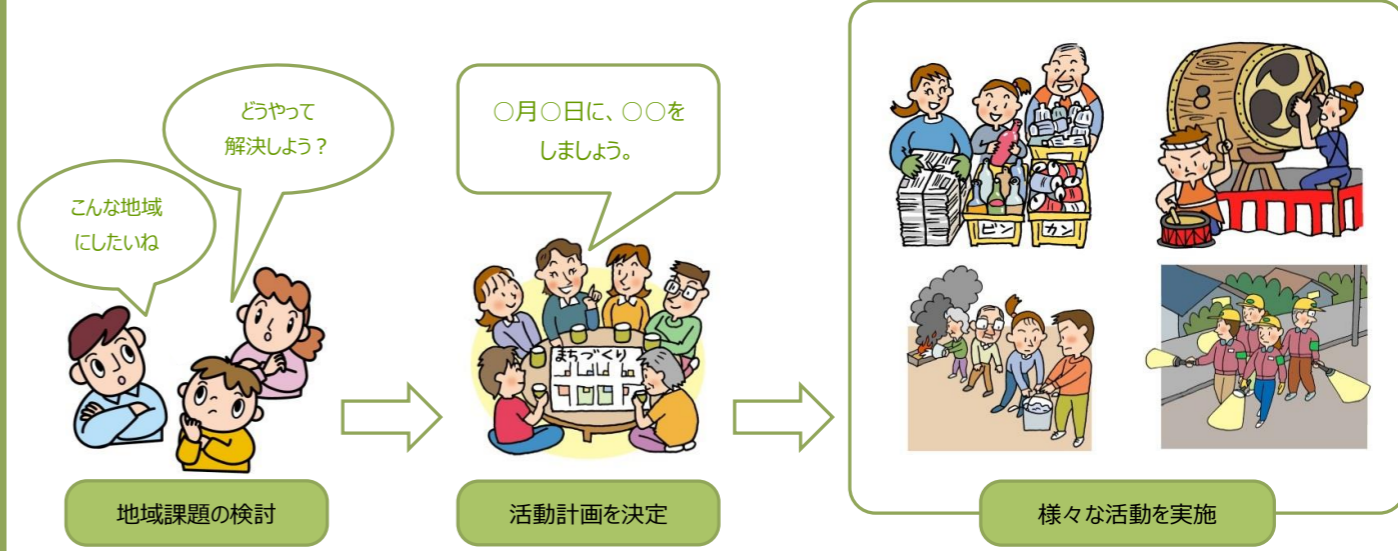 こんな地域
にしたいね
どうやって
解決しよう？
○月○日に、○○を
しましょう。
まちづくり
ビン
カン
地域課題の検討
活動計画を決定
様々な活動を実施